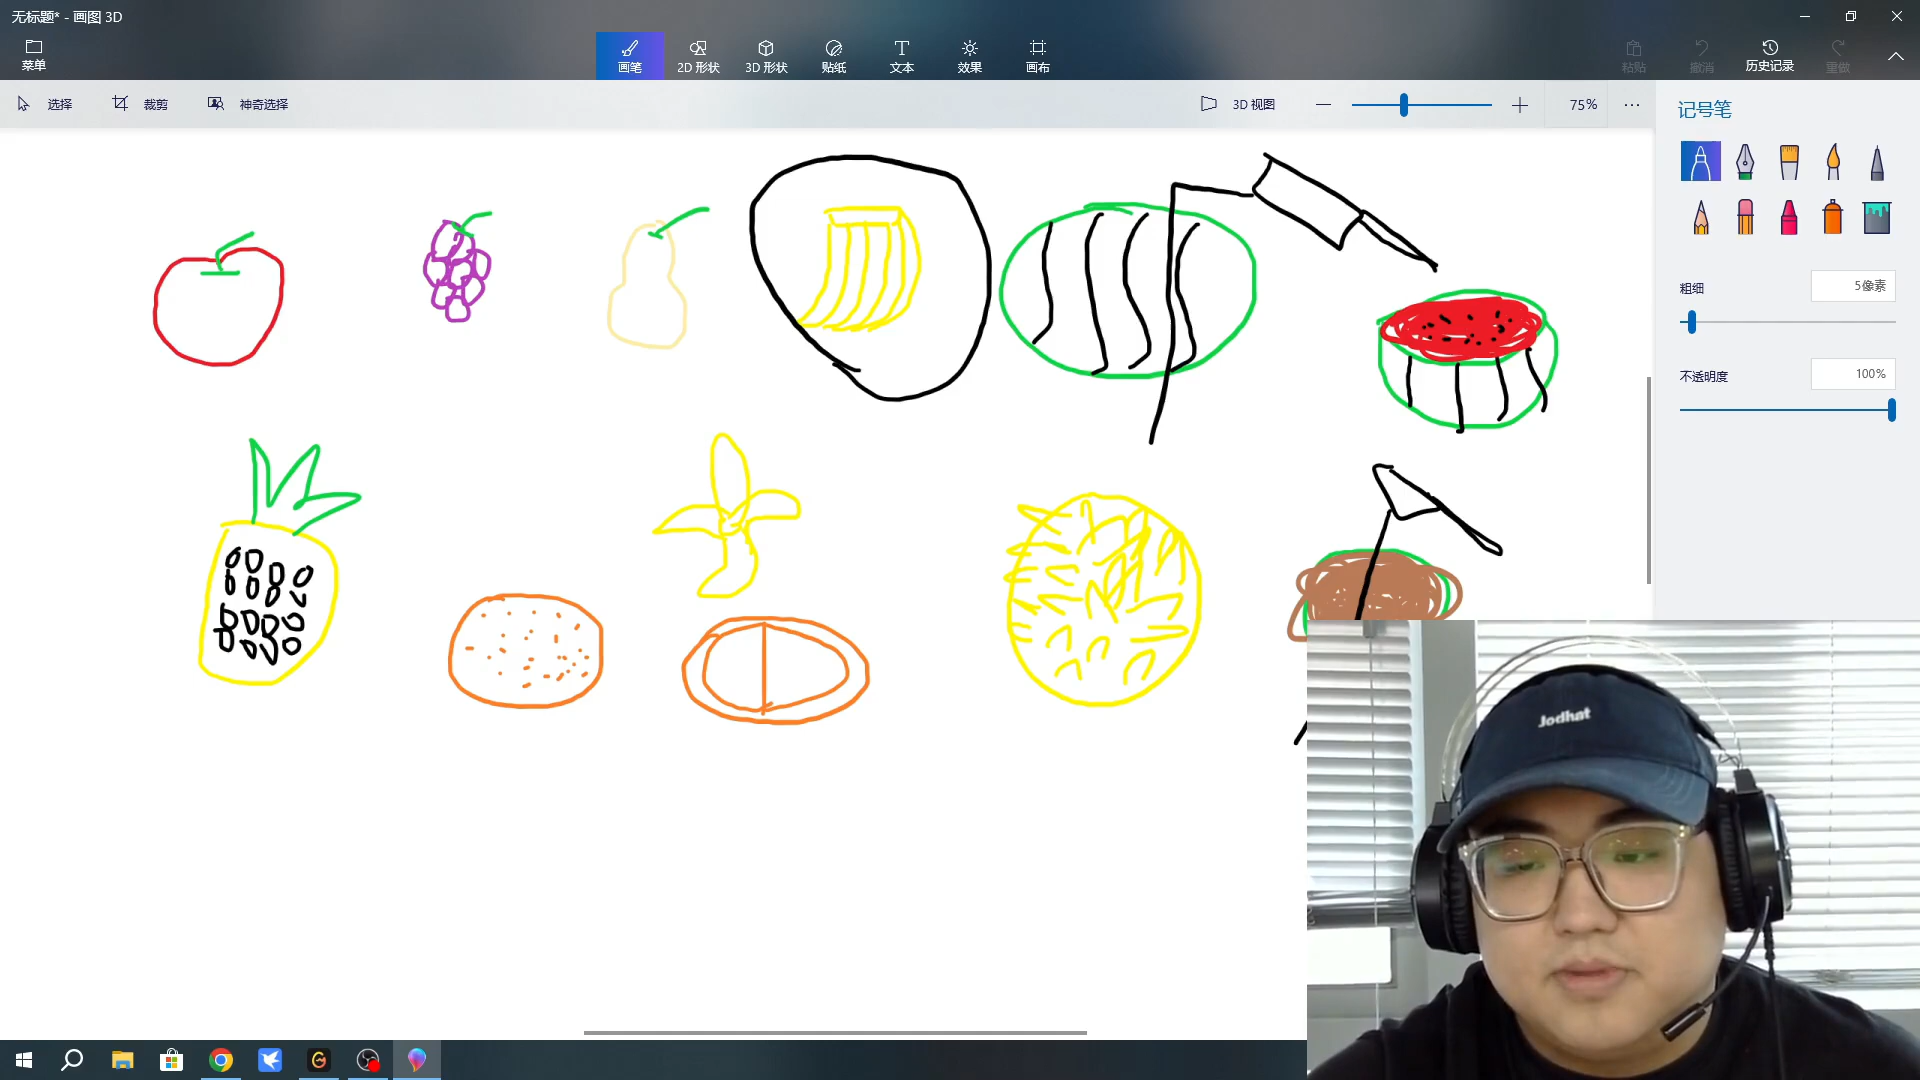 无标题* - 画图 3D
菜单
画笔
2D 形状
3D 形状
贴纸
文本
效果
画布
粘贴
撤消
历史记录
重做
选择
裁剪
神奇选择
3D 视图
75%
记号笔
粗细
5像素
不透明度
100%
Jodhat